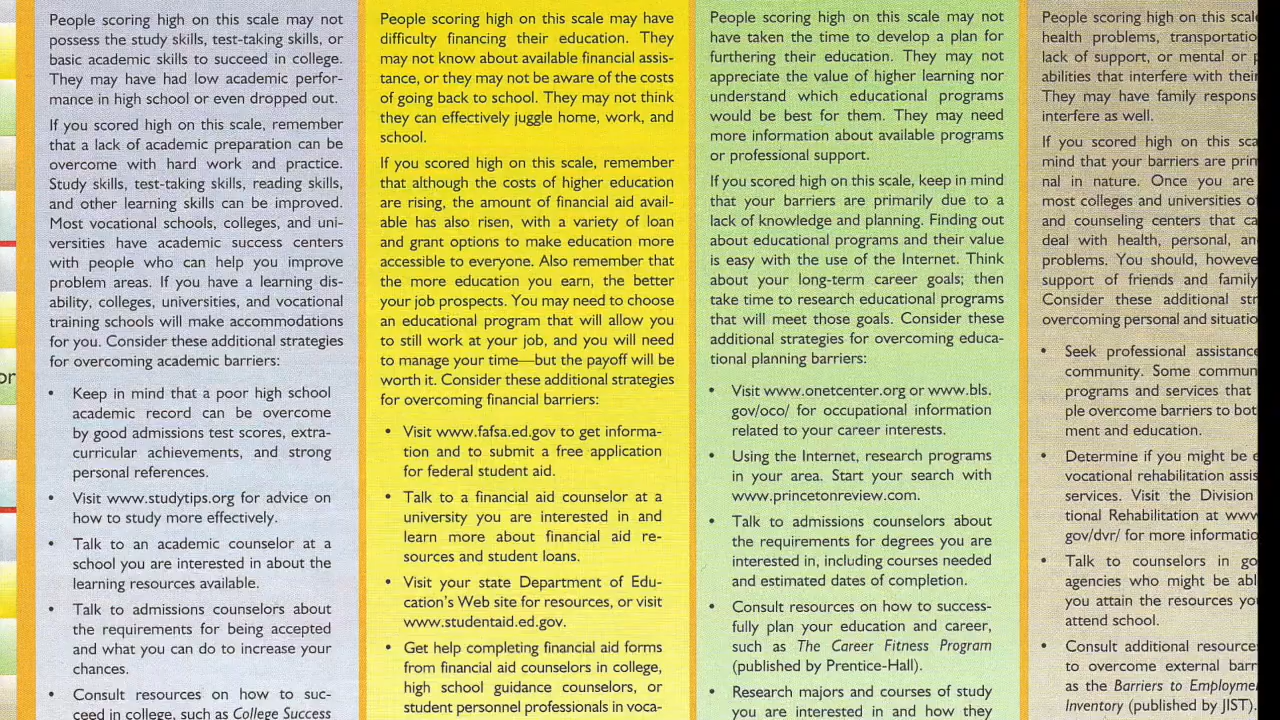 People scoring high on this scale may not
possess the study skills, test-taking skills, or
basic academic skills to succeed in college.
They may have had low academic perfor-
mance in high school or even dropped out.
If you scored high on this scale, remember
that a lack of academic preparation can be
overcome with hard work and practice.
Study skills, test-taking skills, reading skills,
and other learning skills can be improved.
Most vocational schools, colleges, and uni-
versities have academic success centers
with people who can help you improve
problem areas. If you have a learning dis-
ability, colleges, universities, and vocational
training schools will make accommodations
for you. Consider these additional strategies
for overcoming academic barriers:
• Keep in mind that a poor high school
academic record can be overcome
by good admissions test scores, extra-
curricular achievements, and strong
personal references.
• Visit www.studytips.org for advice on
how to study more effectively.
• Talk to an academic counselor at a
school you are interested in about the
learning resources available.
• Talk to admissions counselors about
the requirements for being accepted
and what you can do to increase your
chances.
• Consult resources on how to suc-
ceed in college, such as College Success
People scoring high on this scale may have
difficulty financing their education. They
may not know about available financial assis-
tance, or they may not be aware of the costs
of going back to school. They may not think
they can effectively juggle home, work, and
school.
If you scored high on this scale, remember
that although the costs of higher education
are rising, the amount of financial aid avail-
able has also risen, with a variety of loan
and grant options to make education more
accessible to everyone. Also remember that
the more education you earn, the better
your job prospects. You may need to choose
an educational program that will allow you
to still work at your job, and you will need
to manage your time—but the payoff will be
worth it. Consider these additional strategies
for overcoming financial barriers:
• Visit www.fafsa.ed.gov to get informa-
tion and to submit a free application
for federal student aid.
• Talk to a financial aid counselor at a
university you are interested in and
learn more about financial aid re-
sources and student loans.
• Visit your state Department of Edu-
cation's Web site for resources, or visit
www.studentaid.ed.gov.
• Get help completing financial aid forms
from financial aid counselors in college,
high school guidance counselors, or
student personnel professionals in voca-
People scoring high on this scale may not
have taken the time to develop a plan for
furthering their education. They may not
appreciate the value of higher learning nor
understand which educational programs
would be best for them. They may need
more information about available programs
or professional support.
If you scored high on this scale, keep in mind
that your barriers are primarily due to a
lack of knowledge and planning. Finding out
about educational programs and their value
is easy with the use of the Internet. Think
about your long-term career goals; then
take time to research educational programs
that will meet those goals. Consider these
additional strategies for overcoming educa-
tional planning barriers:
• Visit www.onetcenter.org or www.bls.
gov/oco/ for occupational information
related to your career interests.
• Using the Internet, research programs
in your area. Start your search with
www.princetonreview.com.
• Talk to admissions counselors about
the requirements for degrees you are
interested in, including courses needed
and estimated dates of completion.
• Consult resources on how to success-
fully plan your education and career,
such as The Career Fitness Program
(published by Prentice-Hall).
• Research majors and courses of study
you are interested in and how they
People scoring high on this scale
health problems, transportatio
lack of support, or mental or p
abilities that interfere with their
They may have family respons
interfere as well.
If you scored high on this sca
mind that your barriers are prin
nal in nature. Once you are
most colleges and universities o
and counseling centers that ca
deal with health, personal, an
problems. You should, howeve
support of friends and family
Consider these additional str
overcoming personal and situatio
• Seek professional assistance
community. Some commun
programs and services that
ple overcome barriers to bot
ment and education.
• Determine if you might be e
vocational rehabilitation assis
services. Visit the Division
tional Rehabilitation at www
gov/dvr/ for more informatio
• Talk to counselors in go
agencies who might be abl
you attain the resources yo
attend school.
• Consult additional resource
to overcome external barr
as the Barriers to Employme
Inventory (published by JIST).